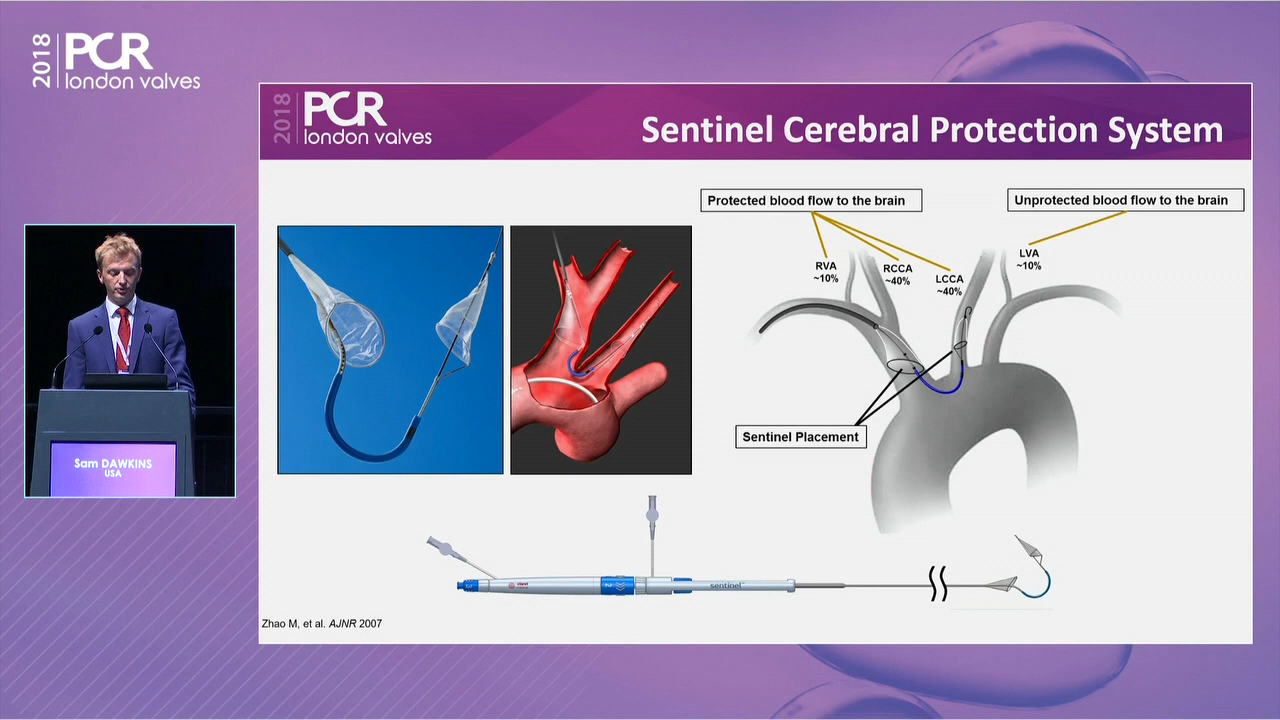 2018 PCR
london valves
2018 PCR
london valves
Sentinel Cerebral Protection System
Protected blood flow to the brain
Unprotected blood flow to the brain
RVA
~10%
RCCA
~40%
LCCA
~40%
LVA
~10%
Sentinel Placement
Sam DAWKINS
USA
sentinel
Zhao M, et al. AJNR 2007